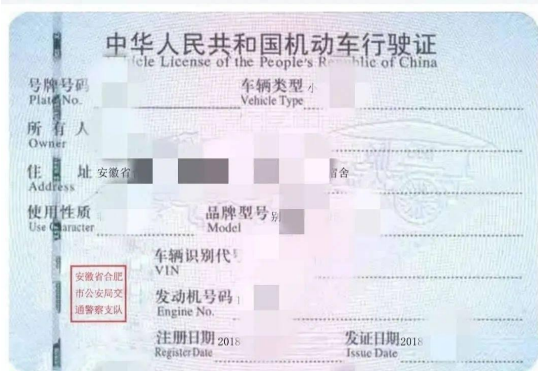 中华人民共和国机动车行驶证
icle License of the People's Republic of China
号牌号码 车辆类型 小
Plate No. Vehicle Type
所有人
Owner
住址 安徽省 宿舍
Address
使用性质 品牌型号 别
Use Character Model
车辆识别代
VIN
安徽省合肥
市公安局交
通警察支队
发动机号码
Engine No.
注册日期 2018 发证日期 2018
Register Date Issue Date